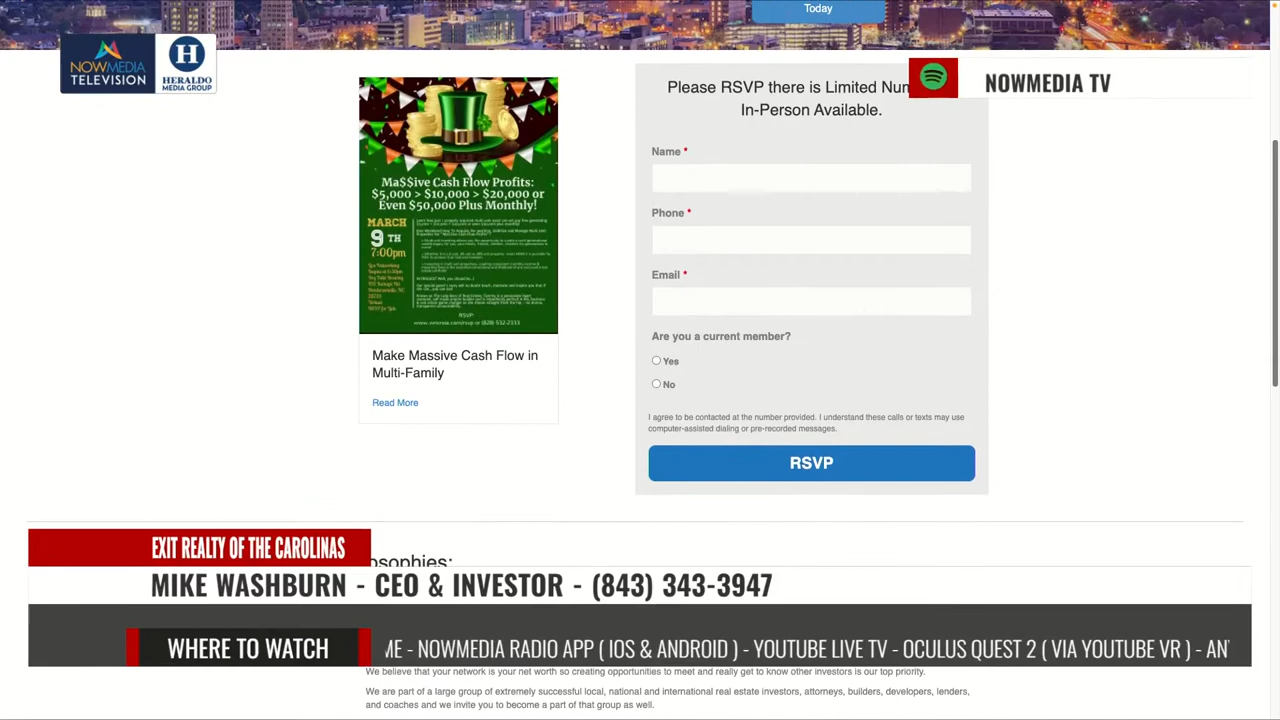 Today
NOWMEDIA
TELEVISION
H
HERALDO
MEDIA GROUP
NOWMEDIA TV
Please RSVP there is Limited Num
In-Person Available.
Name *
Phone *
Email *
Are you a current member?
Yes
No
I agree to be contacted at the number provided. I understand these calls or texts may use
computer-assisted dialing or pre-recorded messages.
RSVP
Ma$$ive Cash Flow Profits:
$5,000 > $10,000 > $20,000 or
Even $50,000 Plus Monthly!
MARCH
9 TH
7:00pm
RSVP
Make Massive Cash Flow in
Multi-Family
Read More
osophies:
EXIT REALTY OF THE CAROLINAS
MIKE WASHBURN - CEO & INVESTOR - (843) 343-3947
WHERE TO WATCH
ME - NOWMEDIA RADIO APP ( IOS & ANDROID ) - YOUTUBE LIVE TV - OCULUS QUEST 2 ( VIA YOUTUBE VR ) - AN
We believe that your network is your net worth so creating opportunities to meet and really get to know other investors is our top priority.
We are part of a large group of extremely successful local, national and international real estate investors, attorneys, builders, developers, lenders,
and coaches and we invite you to become a part of that group as well.